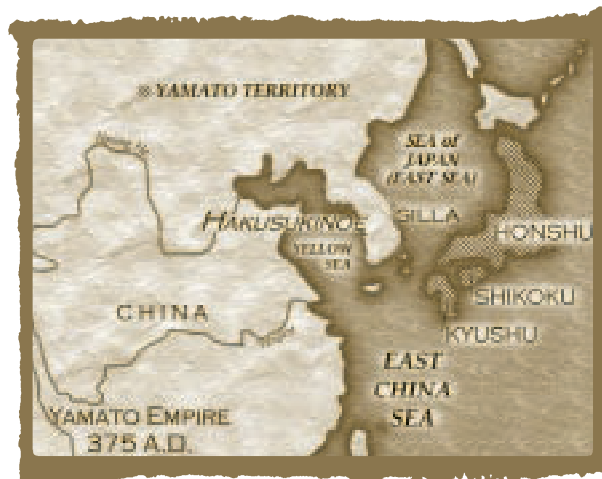 YAMATO TERRITORY
SEA of
JAPAN
(EAST SEA)
HAKUSUKINOE
SILLA
HONSHU
YELLOW
SEA
SHIKOKU
CHINA
KYUSHU
EAST
CHINA
SEA
YAMATO EMPIRE
375 A.D.